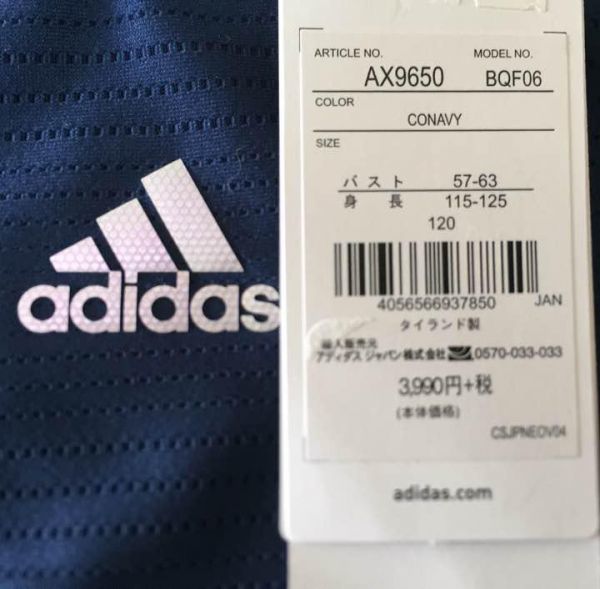 adidas
ARTICLE NO. MODEL NO.
AX9650 BQF06
COLOR
CONAVY
SIZE
バスト 57-63
身長 115-125
120
4056566937850 JAN
タイランド製
輸入販売元
アディダス ジャパン株式会社 0570-033-033
3,990円+税
(本体価格)
CSJPNEOV04
adidas.com